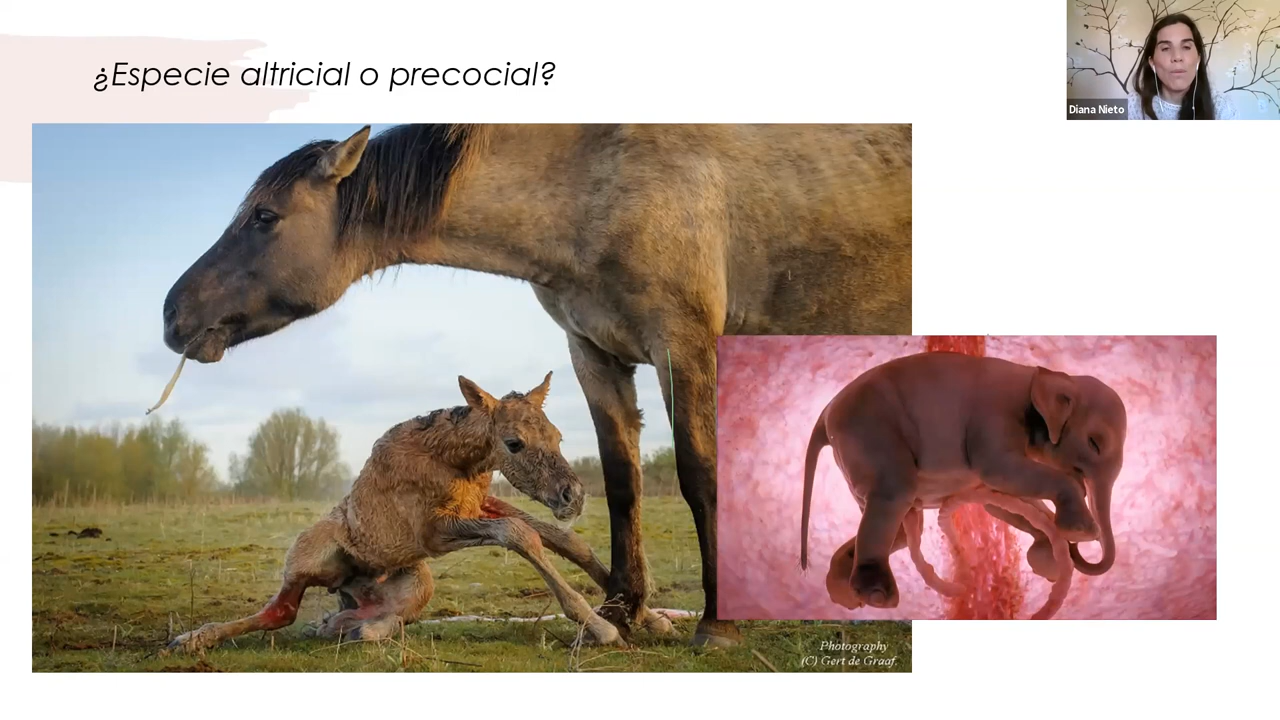 ¿Especie altricial o precocial?
Diana Nieto
Photography
(C) Gert de Graaf.